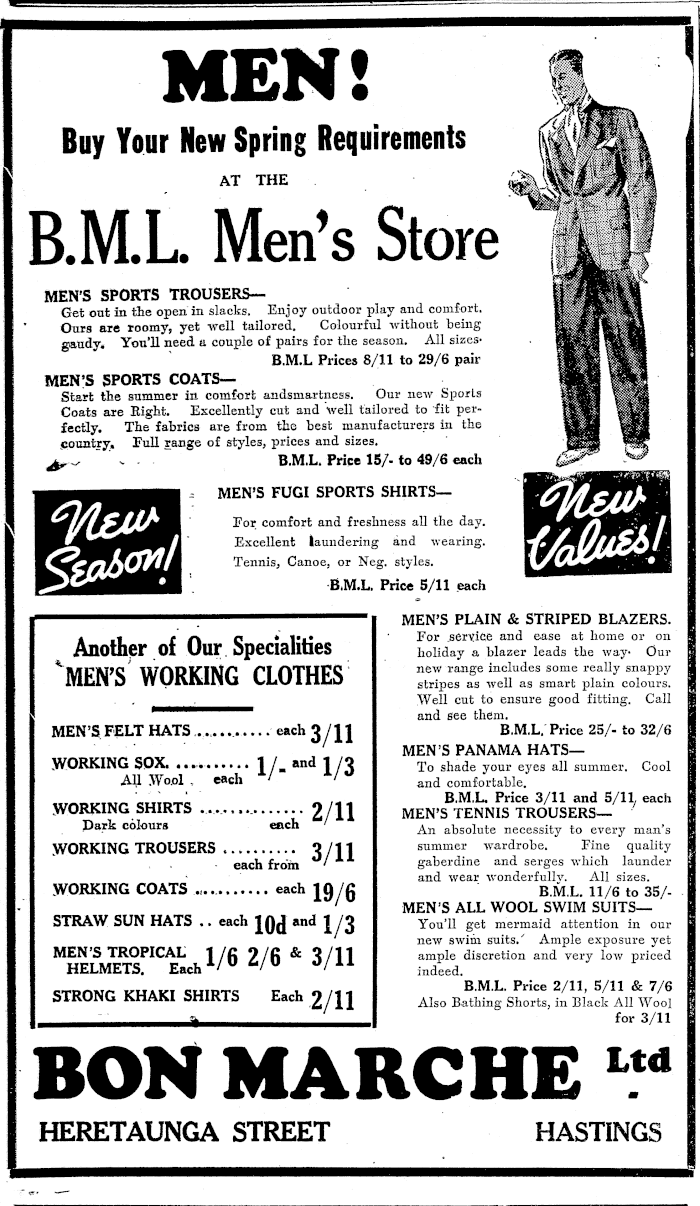 MEN!
Buy Your New Spring Requirements
AT THE
B.M.L. Men's Store
MEN'S SPORTS TROUSERS—
Get out in the open in slacks. Enjoy outdoor play and comfort.
Ours are roomy, yet well tailored. Colourful without being
gaudy. You'll need a couple of pairs for the season. All sizes.
B.M.L Prices 8/11 to 29/6 pair
MEN'S SPORTS COATS—
Start the summer in comfort andsmartness. Our new Sports
Coats are Right. Excellently cut and well tailored to fit per-
fectly. The fabrics are from the best manufacturers in the
country. Full range of styles, prices and sizes.
B.M.L. Price 15/- to 49/6 each
New
Season!
MEN'S FUGI SPORTS SHIRTS—
For comfort and freshness all the day.
Excellent laundering and wearing.
Tennis, Canoe, or Neg. styles.
B.M.L. Price 5/11 each
New
Values!
Another of Our Specialities
MEN'S WORKING CLOTHES
MEN'S FELT HATS .......... each 3/11
WORKING SOX. .......... 1/- and 1/3
All Wool . each
WORKING SHIRTS ............... 2/11
Dark colours each
WORKING TROUSERS .......... 3/11
each from
WORKING COATS ........... each 19/6
STRAW SUN HATS .. each 10d and 1/3
MEN'S TROPICAL 1/6 2/6 & 3/11
HELMETS. Each
STRONG KHAKI SHIRTS Each 2/11
MEN'S PLAIN & STRIPED BLAZERS.
For service and ease at home or on
holiday a blazer leads the way. Our
new range includes some really snappy
stripes as well as smart plain colours.
Well cut to ensure good fitting. Call
and see them.
B.M.L. Price 25/- to 32/6
MEN'S PANAMA HATS—
To shade your eyes all summer. Cool
and comfortable.
B.M.L. Price 3/11 and 5/11, each
MEN'S TENNIS TROUSERS—
An absolute necessity to every man's
summer wardrobe. Fine quality
gaberdine and serges which launder
and wear wonderfully. All sizes.
B.M.L. 11/6 to 35/-
MEN'S ALL WOOL SWIM SUITS—
You'll get mermaid attention in our
new swim suits. Ample exposure yet
ample discretion and very low priced
indeed.
B.M.L. Price 2/11, 5/11 & 7/6
Also Bathing Shorts, in Black All Wool
for 3/11
BON MARCHE Ltd
HERETAUNGA STREET HASTINGS